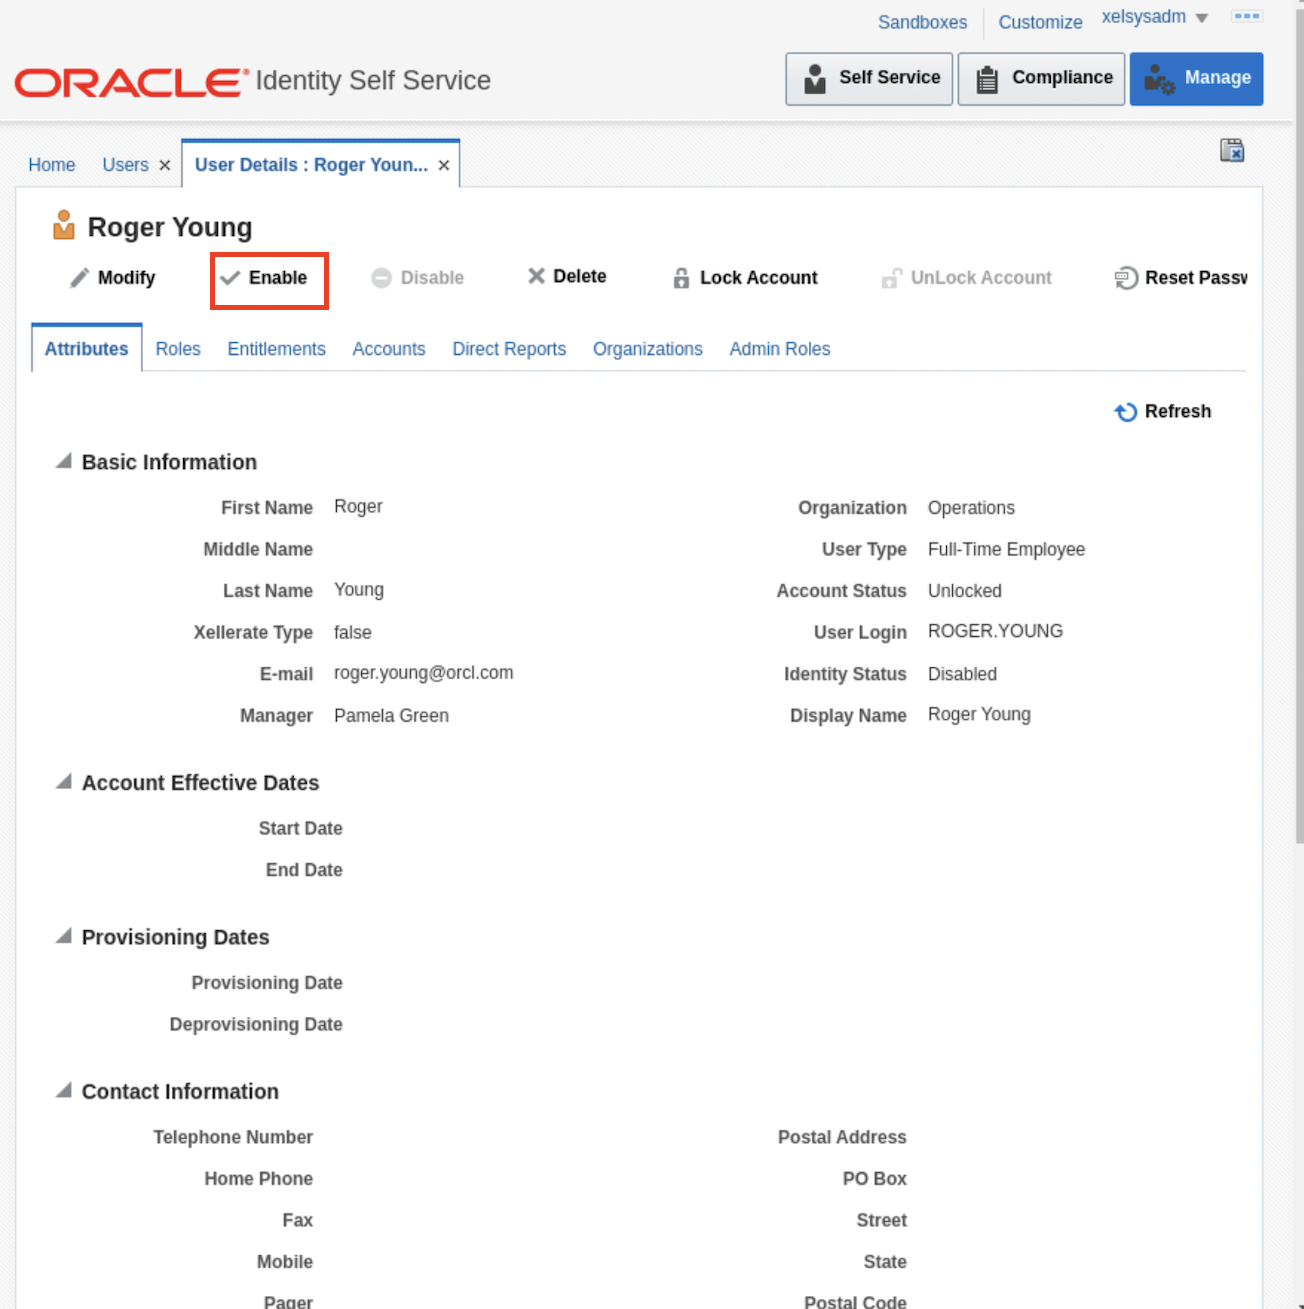 Sandboxes Customize xelsysadm
ORACLE Identity Self Service Self Service Compliance Manage
Home Users User Details : Roger Youn...
Roger Young
Modify Enable Disable Delete Lock Account UnLock Account Reset Passw
Attributes Roles Entitlements Accounts Direct Reports Organizations Admin Roles
Refresh
Basic Information
First Name Roger Organization Operations
Middle Name User Type Full-Time Employee
Last Name Young Account Status Unlocked
Xellerate Type false User Login ROGER.YOUNG
E-mail roger.young@orcl.com Identity Status Disabled
Manager Pamela Green Display Name Roger Young
Account Effective Dates
Start Date
End Date
Provisioning Dates
Provisioning Date
Deprovisioning Date
Contact Information
Telephone Number Postal Address
Home Phone PO Box
Fax Street
Mobile State
Pager Postal Code